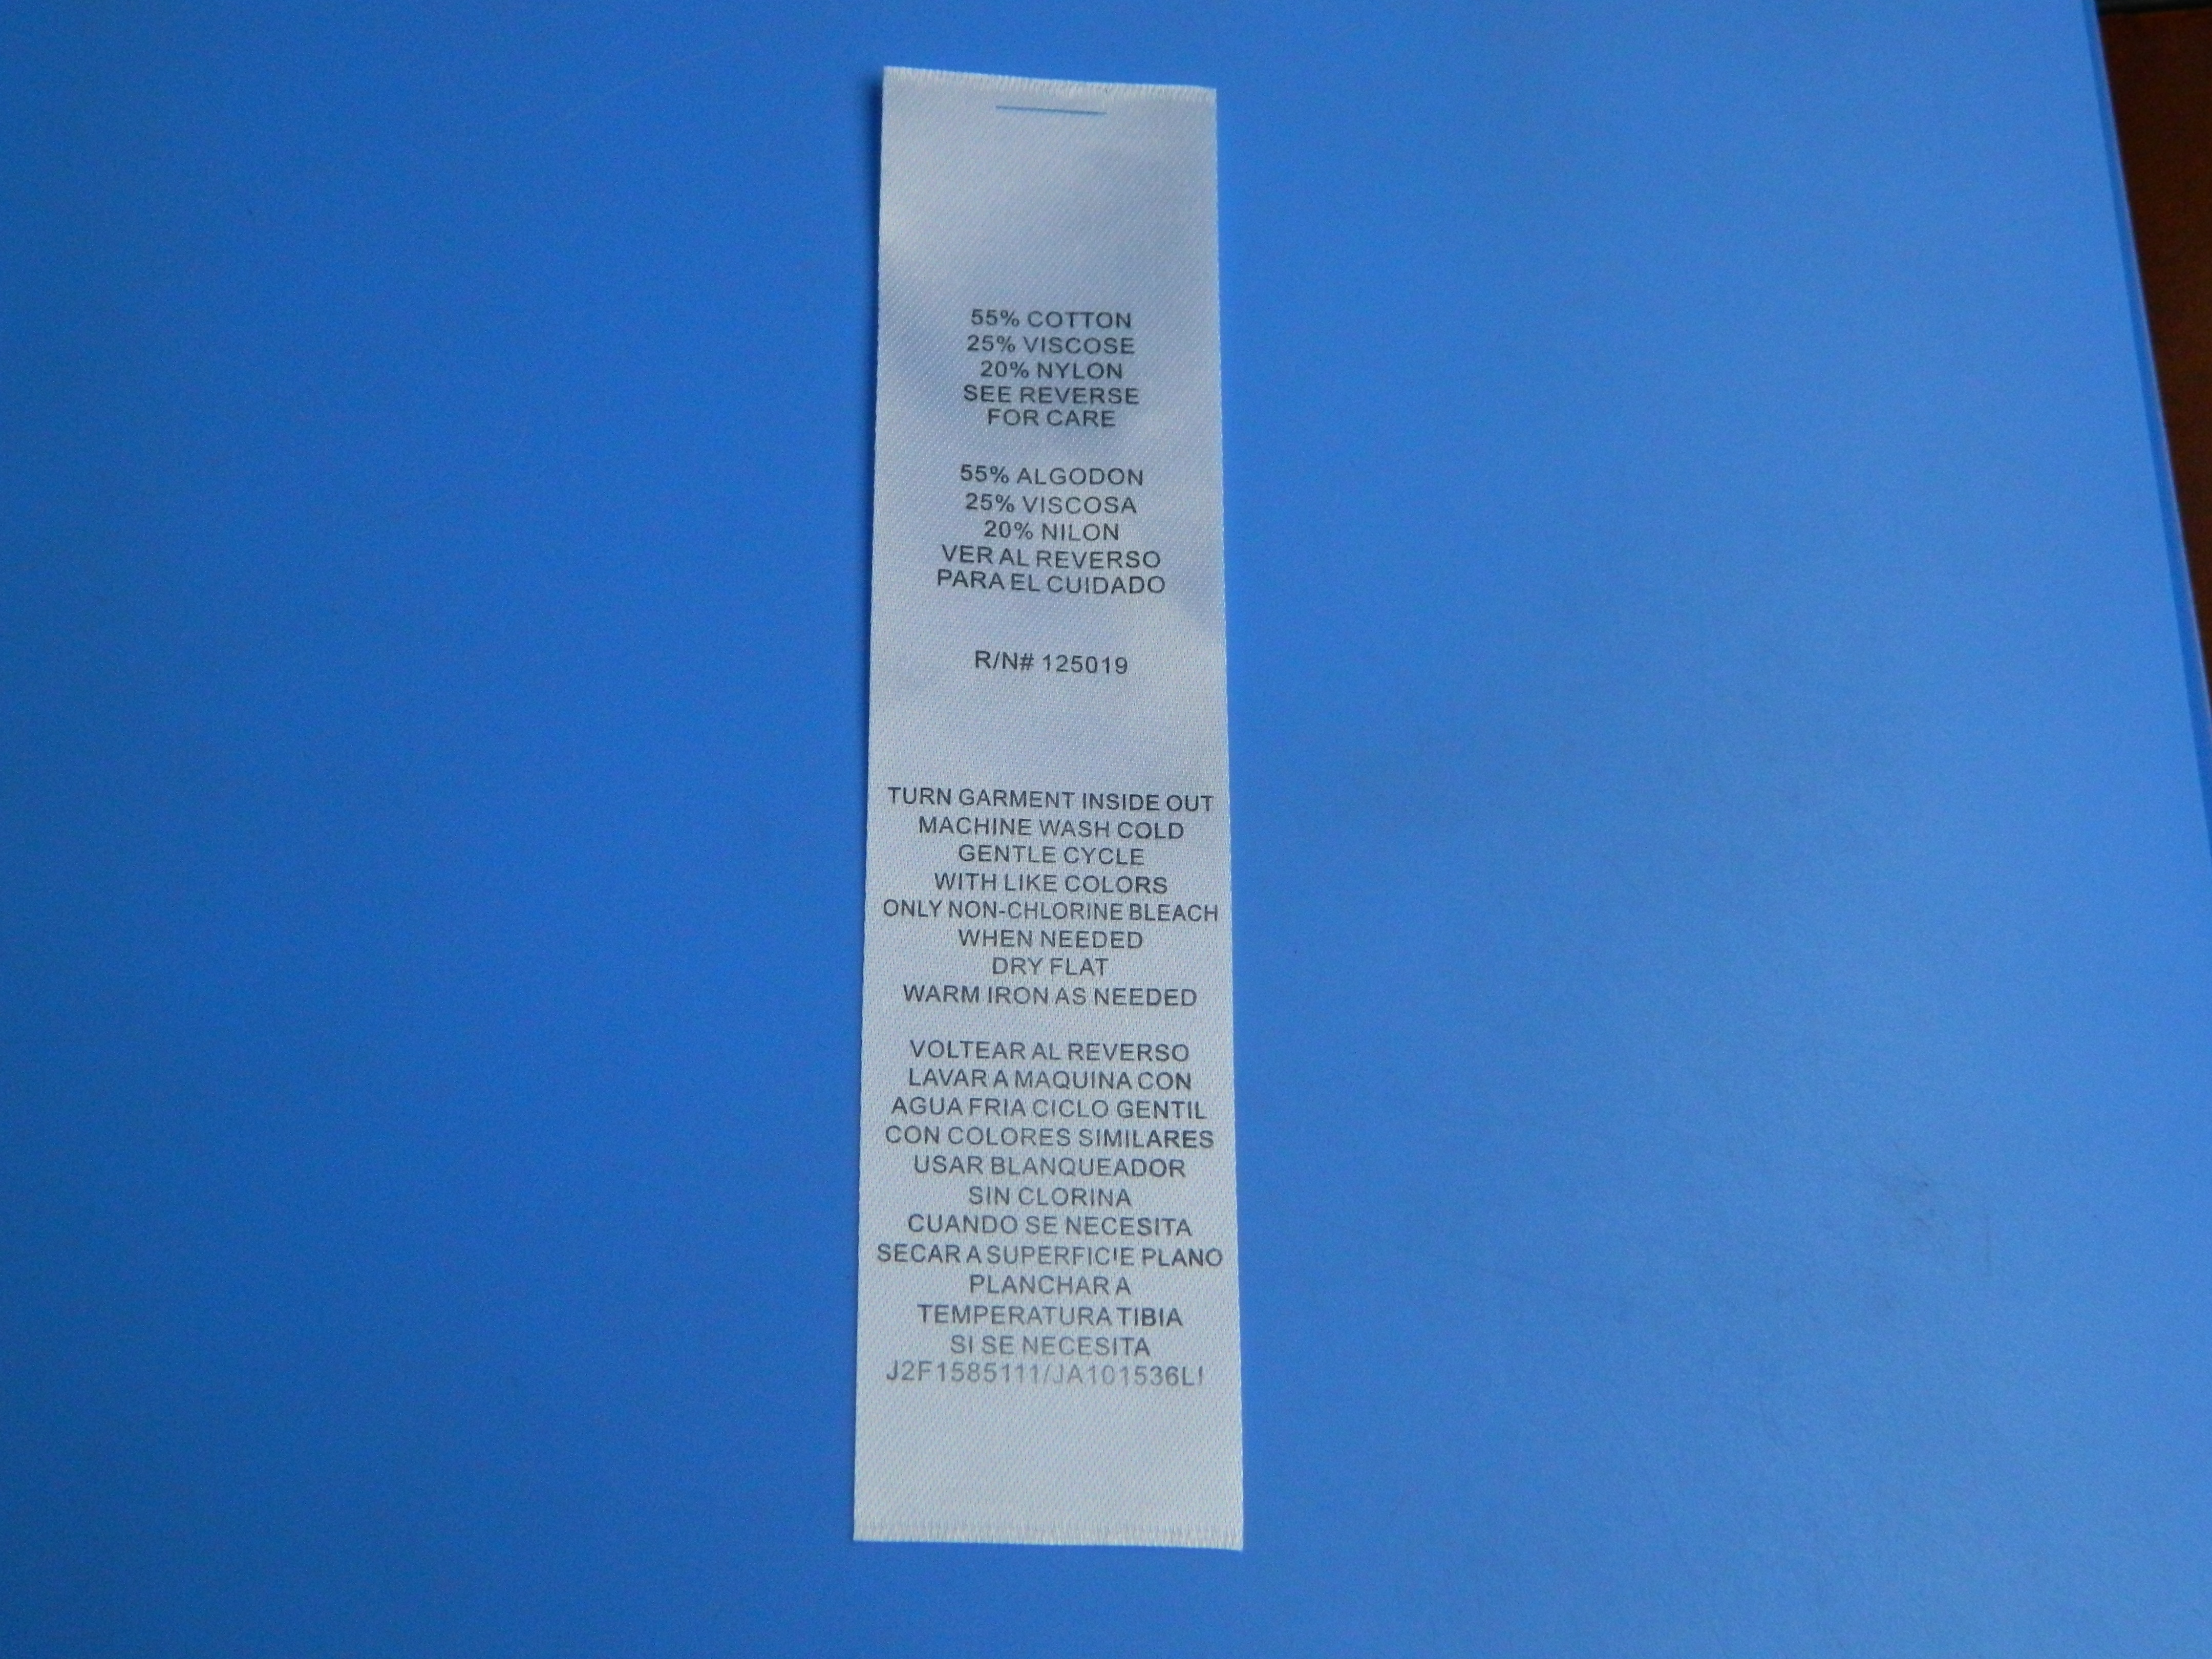 55% COTTON
25% VISCOSE
20% NYLON
SEE REVERSE
FOR CARE
55% ALGODON
25% VISCOSA
20% NILON
VER AL REVERSO
PARA EL CUIDADO
R/N# 125019
TURN GARMENT INSIDE OUT
MACHINE WASH COLD
GENTLE CYCLE
WITH LIKE COLORS
ONLY NON-CHLORINE BLEACH
WHEN NEEDED
DRY FLAT
WARM IRON AS NEEDED
VOLTEAR AL REVERSO
LAVAR A MAQUINA CON
AGUA FRIA CICLO GENTIL
CON COLORES SIMILARES
USAR BLANQUEADOR
SIN CLORINA
CUANDO SE NECESITA
SECAR A SUPERFICIE PLANO
PLANCHAR A
TEMPERATURA TIBIA
SI SE NECESITA
J2F1585111/JA101536LI